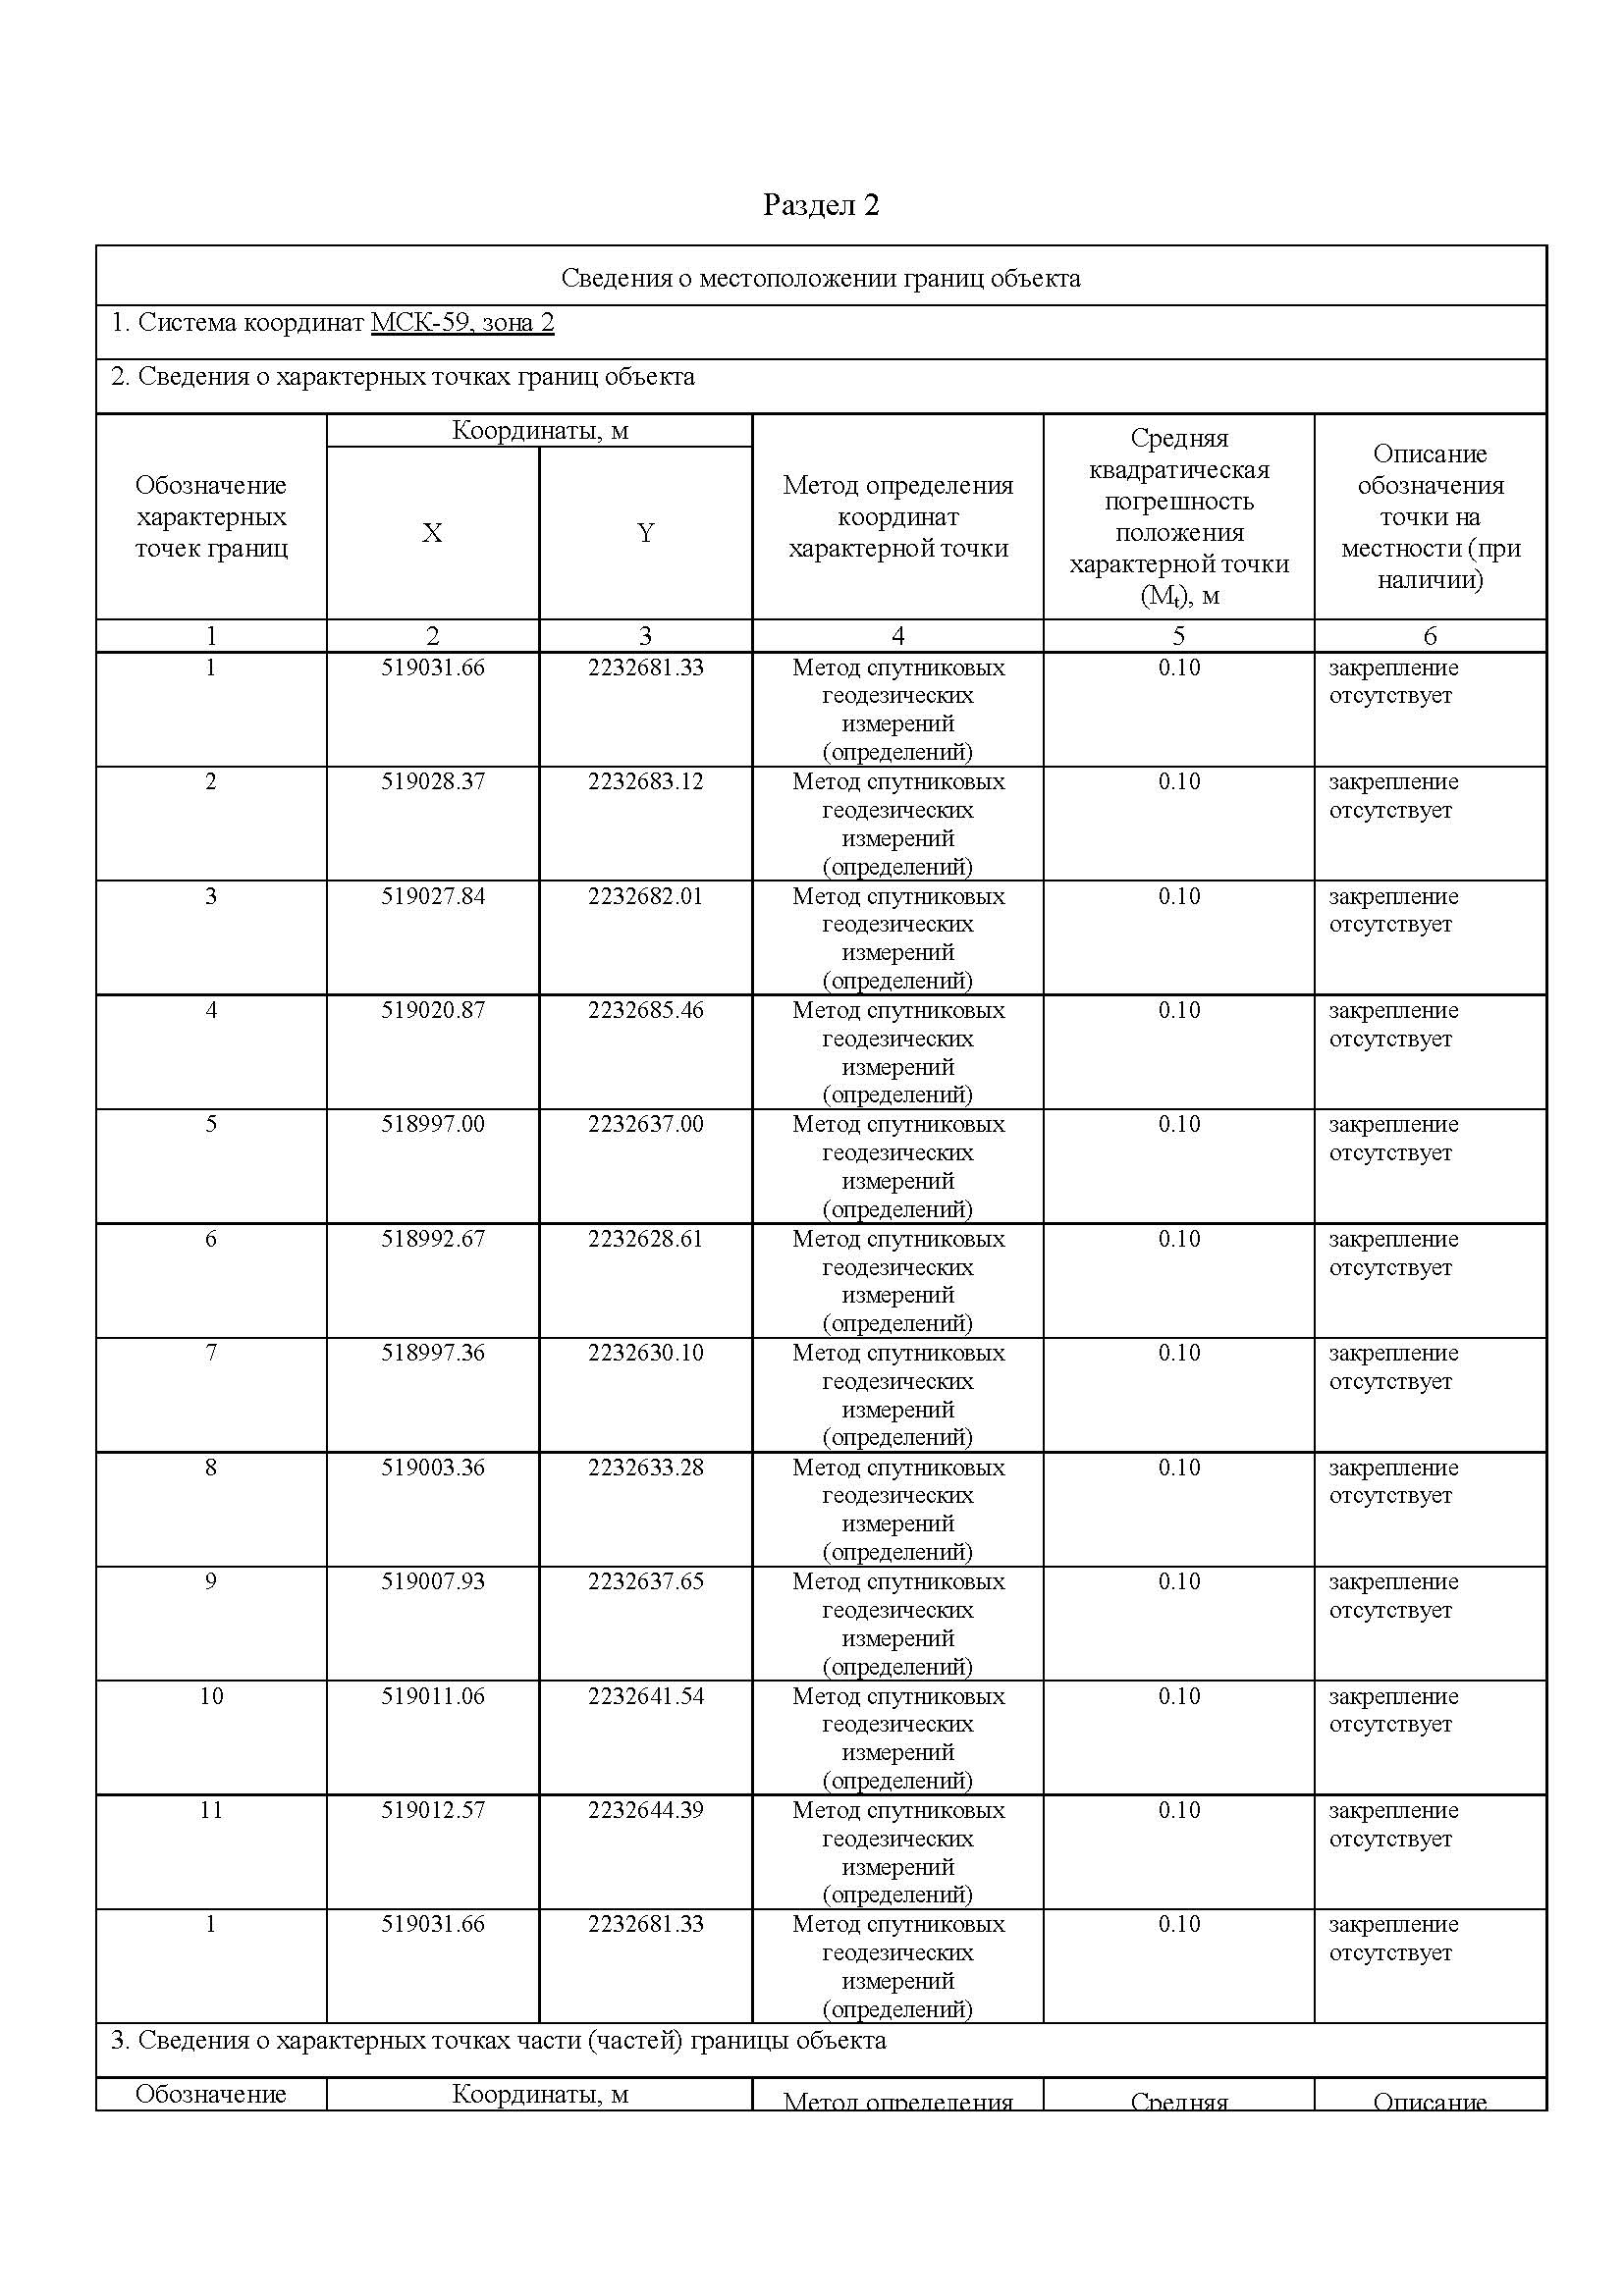 Раздел 2
Сведения о местоположении границ объекта
1. Система координат МСК-59, зона 2
2. Сведения о характерных точках границ объекта
Обозначение характерных точек границ
Координаты, м
X
Y
Метод определения координат характерной точки
Средняя квадратическая погрешность положения характерной точки (Mt), м
Описание обозначения точки на местности (при наличии)
1 2 3 4 5 6
1 519031.66 2232681.33 Метод спутниковых геодезических измерений (определений) 0.10 закрепление отсутствует
2 519028.37 2232683.12 Метод спутниковых геодезических измерений (определений) 0.10 закрепление отсутствует
3 519027.84 2232682.01 Метод спутниковых геодезических измерений (определений) 0.10 закрепление отсутствует
4 519020.87 2232685.46 Метод спутниковых геодезических измерений (определений) 0.10 закрепление отсутствует
5 518997.00 2232637.00 Метод спутниковых геодезических измерений (определений) 0.10 закрепление отсутствует
6 518992.67 2232628.61 Метод спутниковых геодезических измерений (определений) 0.10 закрепление отсутствует
7 518997.36 2232630.10 Метод спутниковых геодезических измерений (определений) 0.10 закрепление отсутствует
8 519003.36 2232633.28 Метод спутниковых геодезических измерений (определений) 0.10 закрепление отсутствует
9 519007.93 2232637.65 Метод спутниковых геодезических измерений (определений) 0.10 закрепление отсутствует
10 519011.06 2232641.54 Метод спутниковых геодезических измерений (определений) 0.10 закрепление отсутствует
11 519012.57 2232644.39 Метод спутниковых геодезических измерений (определений) 0.10 закрепление отсутствует
1 519031.66 2232681.33 Метод спутниковых геодезических измерений (определений) 0.10 закрепление отсутствует
3. Сведения о характерных точках части (частей) границы объекта
Обозначение Координаты, м Метод определения Средняя Описание